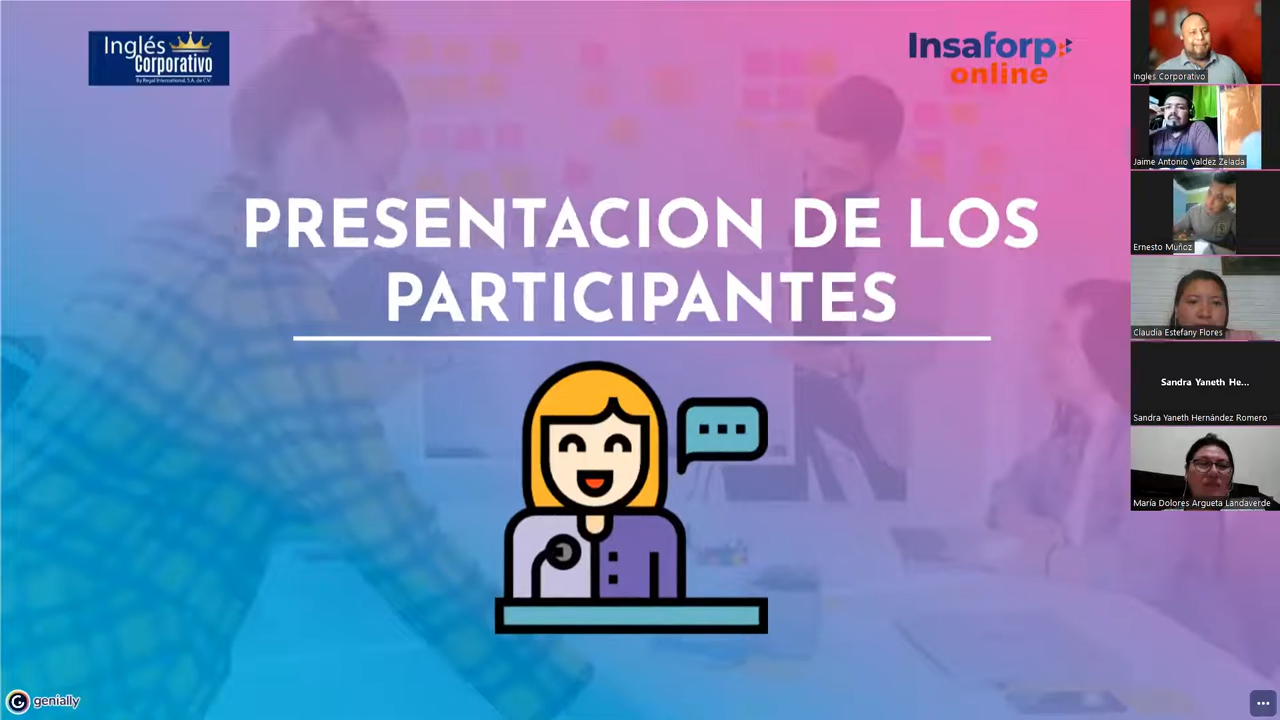 Inglés
Corporativo
By Regal International, S.A. de C.V.
Insaforp
online
PRESENTACION DE LOS
PARTICIPANTES
genially
Ingles Corporativo
Jaime Antonio Valdez Zelada
Ernesto Muñoz
Claudia Estefany Flores
Sandra Yaneth He...
Sandra Yaneth Hernández Romero
María Dolores Argueta Landaverde